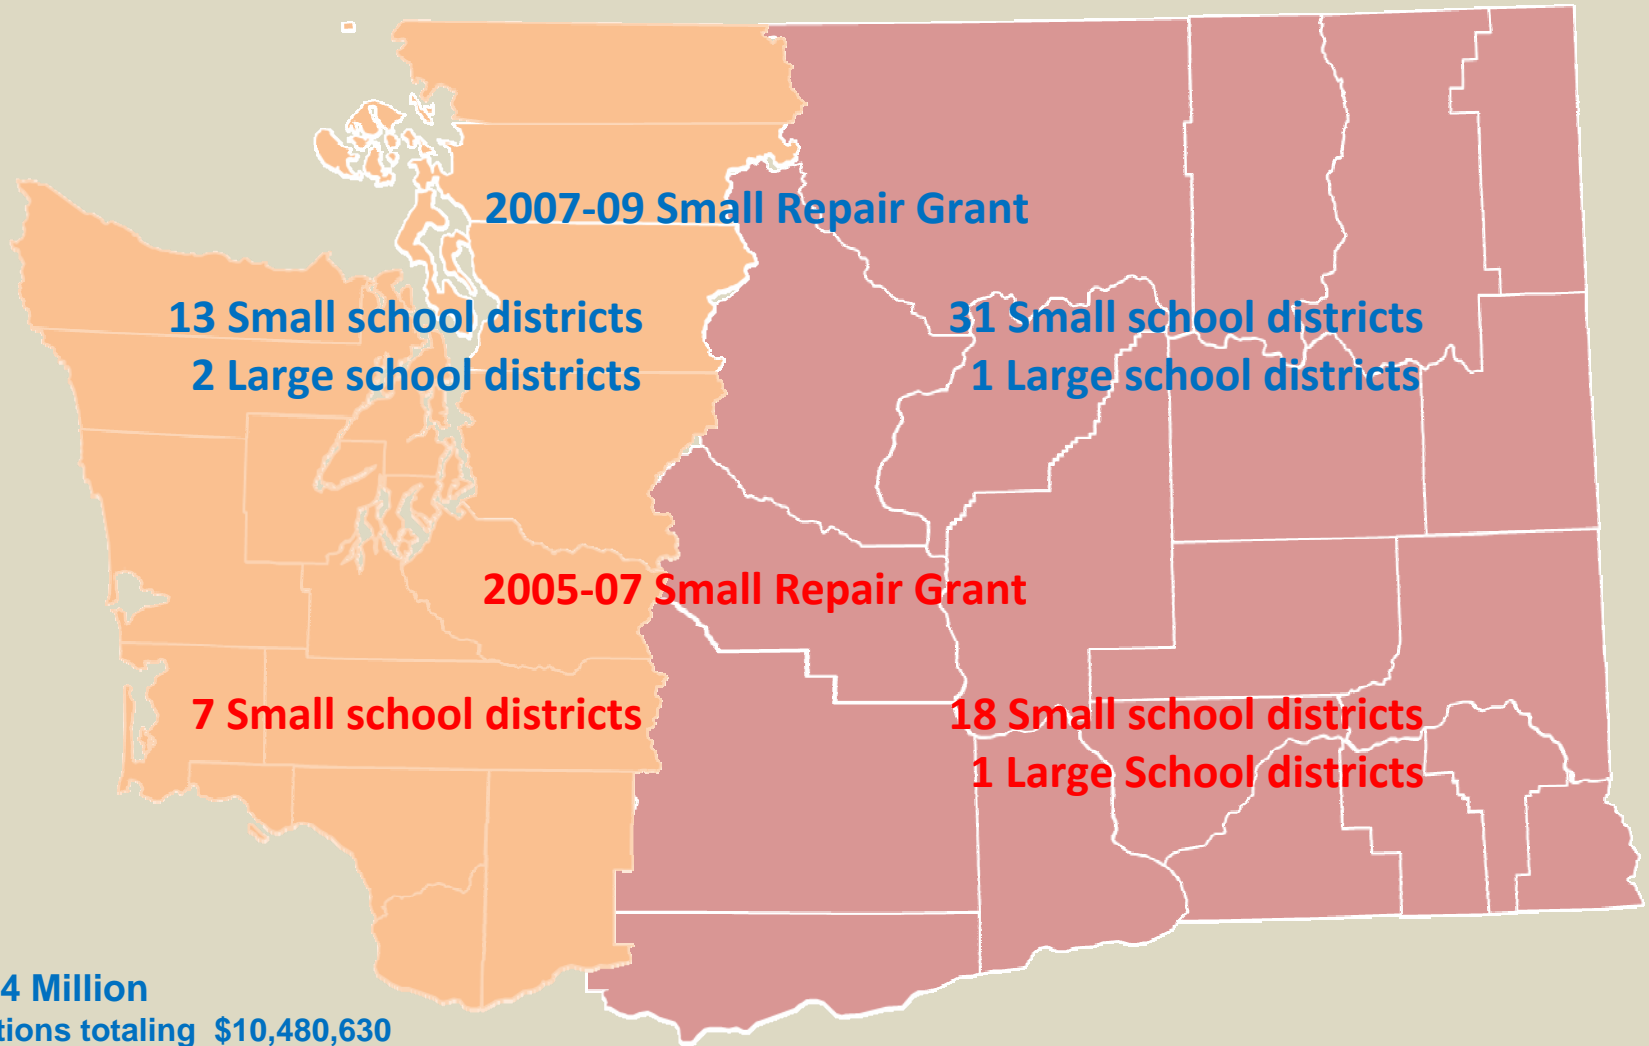 2007-09 Small Repair Grant
13 Small school districts
2 Large school districts
31 Small school districts
1 Large school districts
2005-07 Small Repair Grant
7 Small school districts
18 Small school districts
1 Large School districts
4 Million
tions totaling $10,480,630